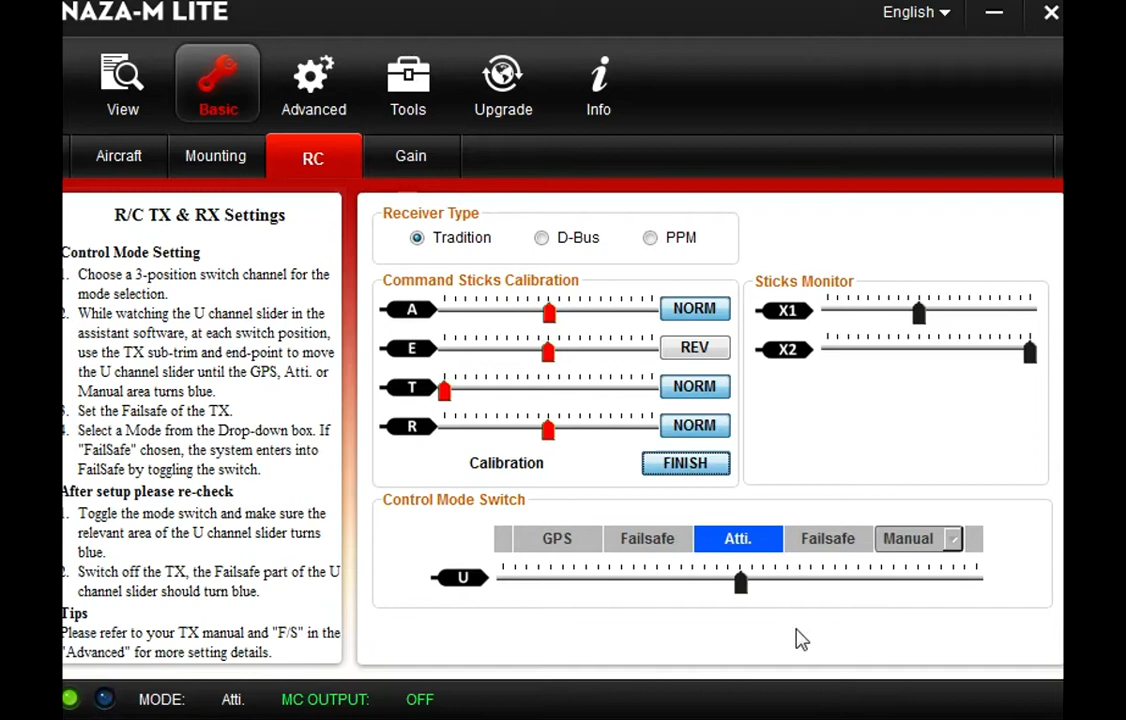 NAZA-M LITE
English
View
Basic
Advanced
Tools
Upgrade
Info
Aircraft
Mounting
RC
Gain
R/C TX & RX Settings
Control Mode Setting
1. Choose a 3-position switch channel for the
mode selection.
2. While watching the U channel slider in the
assistant software, at each switch position,
use the TX sub-trim and end-point to move
the U channel slider until the GPS, Atti. or
Manual area turns blue.
3. Set the Failsafe of the TX.
4. Select a Mode from the Drop-down box. If
"FailSafe" chosen, the system enters into
FailSafe by toggling the switch.
After setup please re-check
1. Toggle the mode switch and make sure the
relevant area of the U channel slider turns
blue.
2. Switch off the TX, the Failsafe part of the U
channel slider should turn blue.
Tips
Please refer to your TX manual and "F/S" in the
"Advanced" for more setting details.
Receiver Type
Tradition
D-Bus
PPM
Command Sticks Calibration
A
NORM
E
REV
T
NORM
R
NORM
Calibration
FINISH
Sticks Monitor
X1
X2
Control Mode Switch
GPS
Failsafe
Atti.
Failsafe
Manual
U
MODE: Atti. MC OUTPUT: OFF